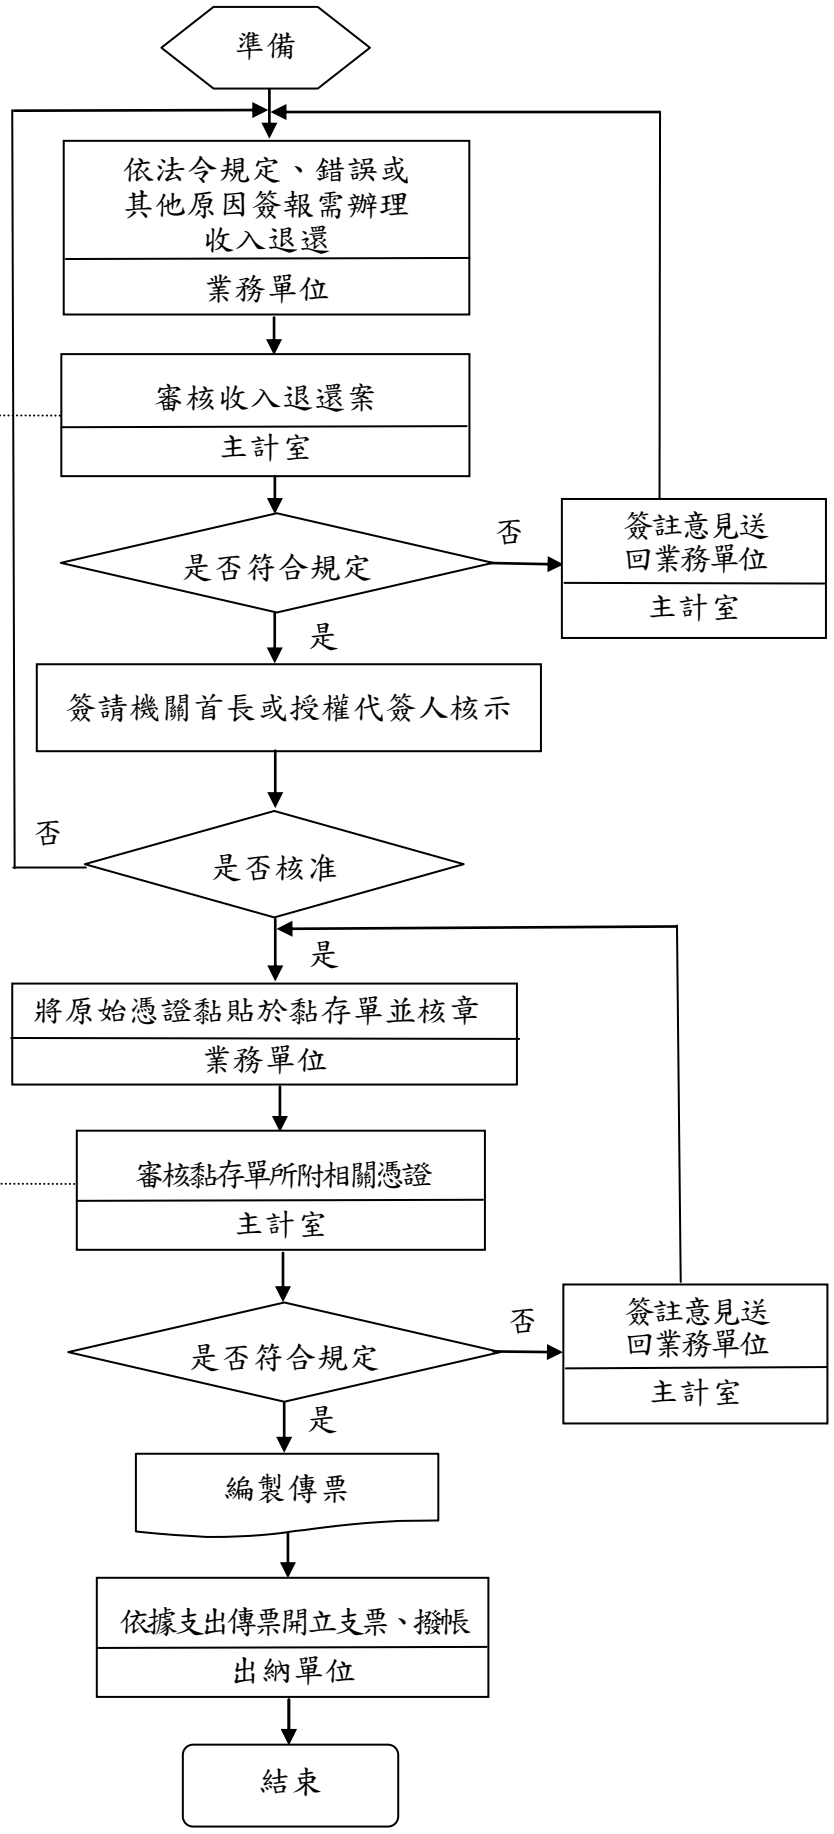 準備
依法令規定、錯誤或
其他原因簽報需辦理
收入退還
業務單位
審核收入退還案
主計室
是否符合規定
否
簽註意見送
回業務單位
主計室
是
簽請機關首長或授權代簽人核示
否
是否核准
是
將原始憑證黏貼於黏存單並核章
業務單位
審核黏存單所附相關憑證
主計室
是否符合規定
否
簽註意見送
回業務單位
主計室
是
編製傳票
依據支出傳票開立支票、撥帳
出納單位
結束